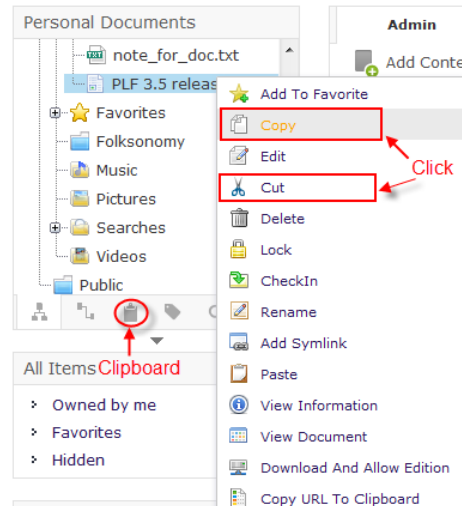 Personal Documents
note_for_doc.txt
PLF 3.5 releas
Favorites
Folksonomy
Music
Pictures
Searches
Videos
Public
Clipboard
All Items
Owned by me
Favorites
Hidden
Admin
Add Conte
Add To Favorite
Copy
Edit
Click
Cut
Delete
Lock
CheckIn
Rename
Add Symlink
Paste
View Information
View Document
Download And Allow Edition
Copy URL To Clipboard